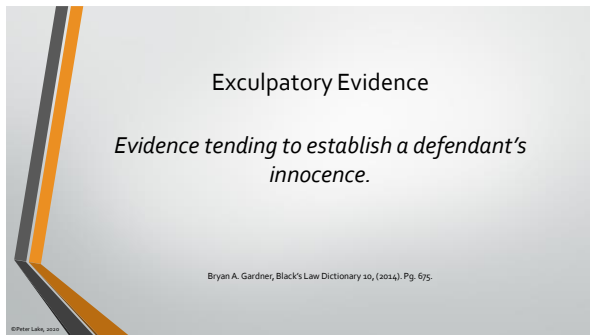 Exculpatory Evidence
Evidence tending to establish a defendant's
innocence.
Bryan A. Gardner, Black's Law Dictionary 10, (2014). Pg. 675.
©Peter Lake, 2020